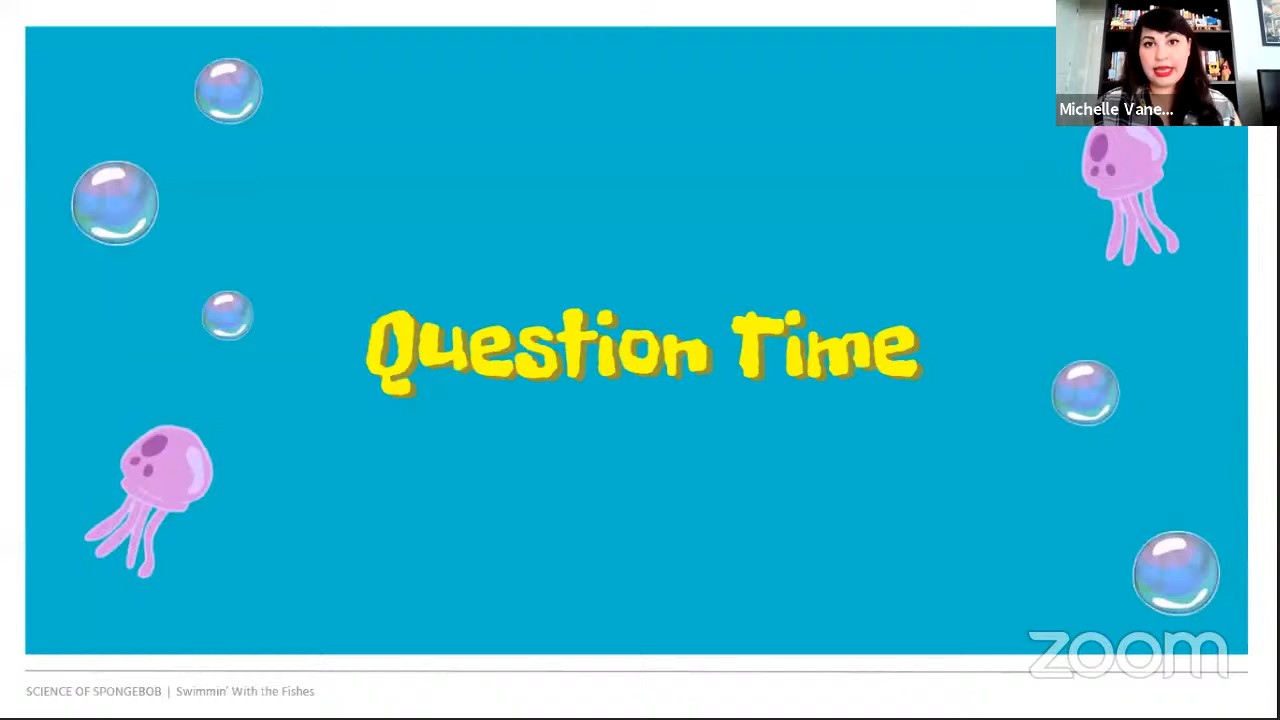 Michelle Vane...
Question Time
zoom
SCIENCE OF SPONGEBOB | Swimmin' With the Fishes